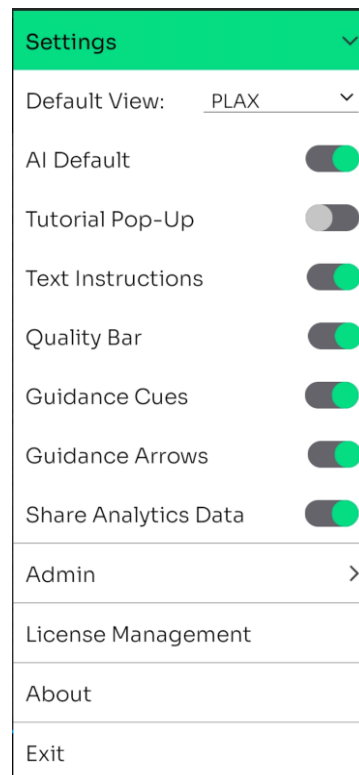 Settings
Default View: PLAX
AI Default
Tutorial Pop-Up
Text Instructions
Quality Bar
Guidance Cues
Guidance Arrows
Share Analytics Data
Admin
License Management
About
Exit